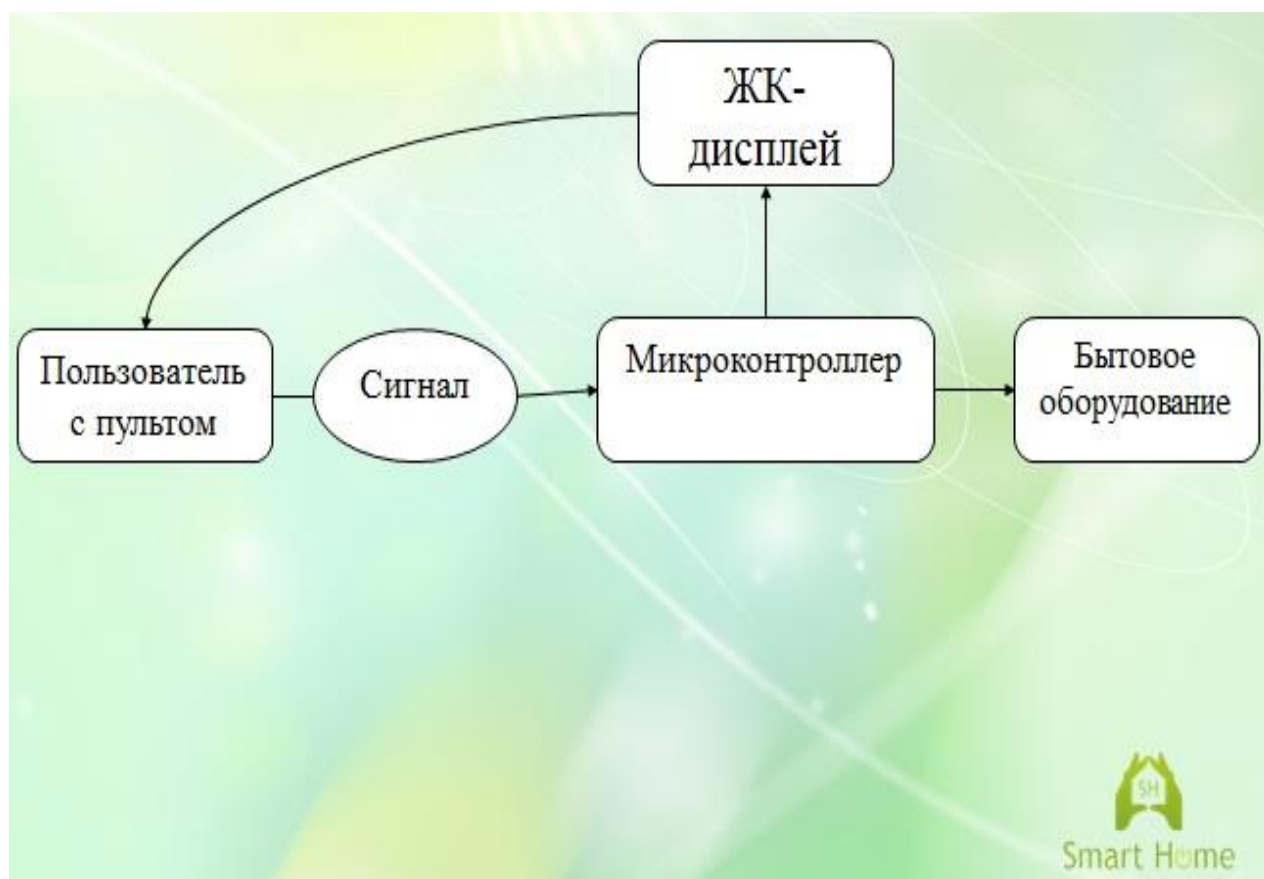 ЖК-
дисплей
Пользователь
с пультом
Сигнал
Микроконтроллер
Бытовое
оборудование
SH
Smart Home